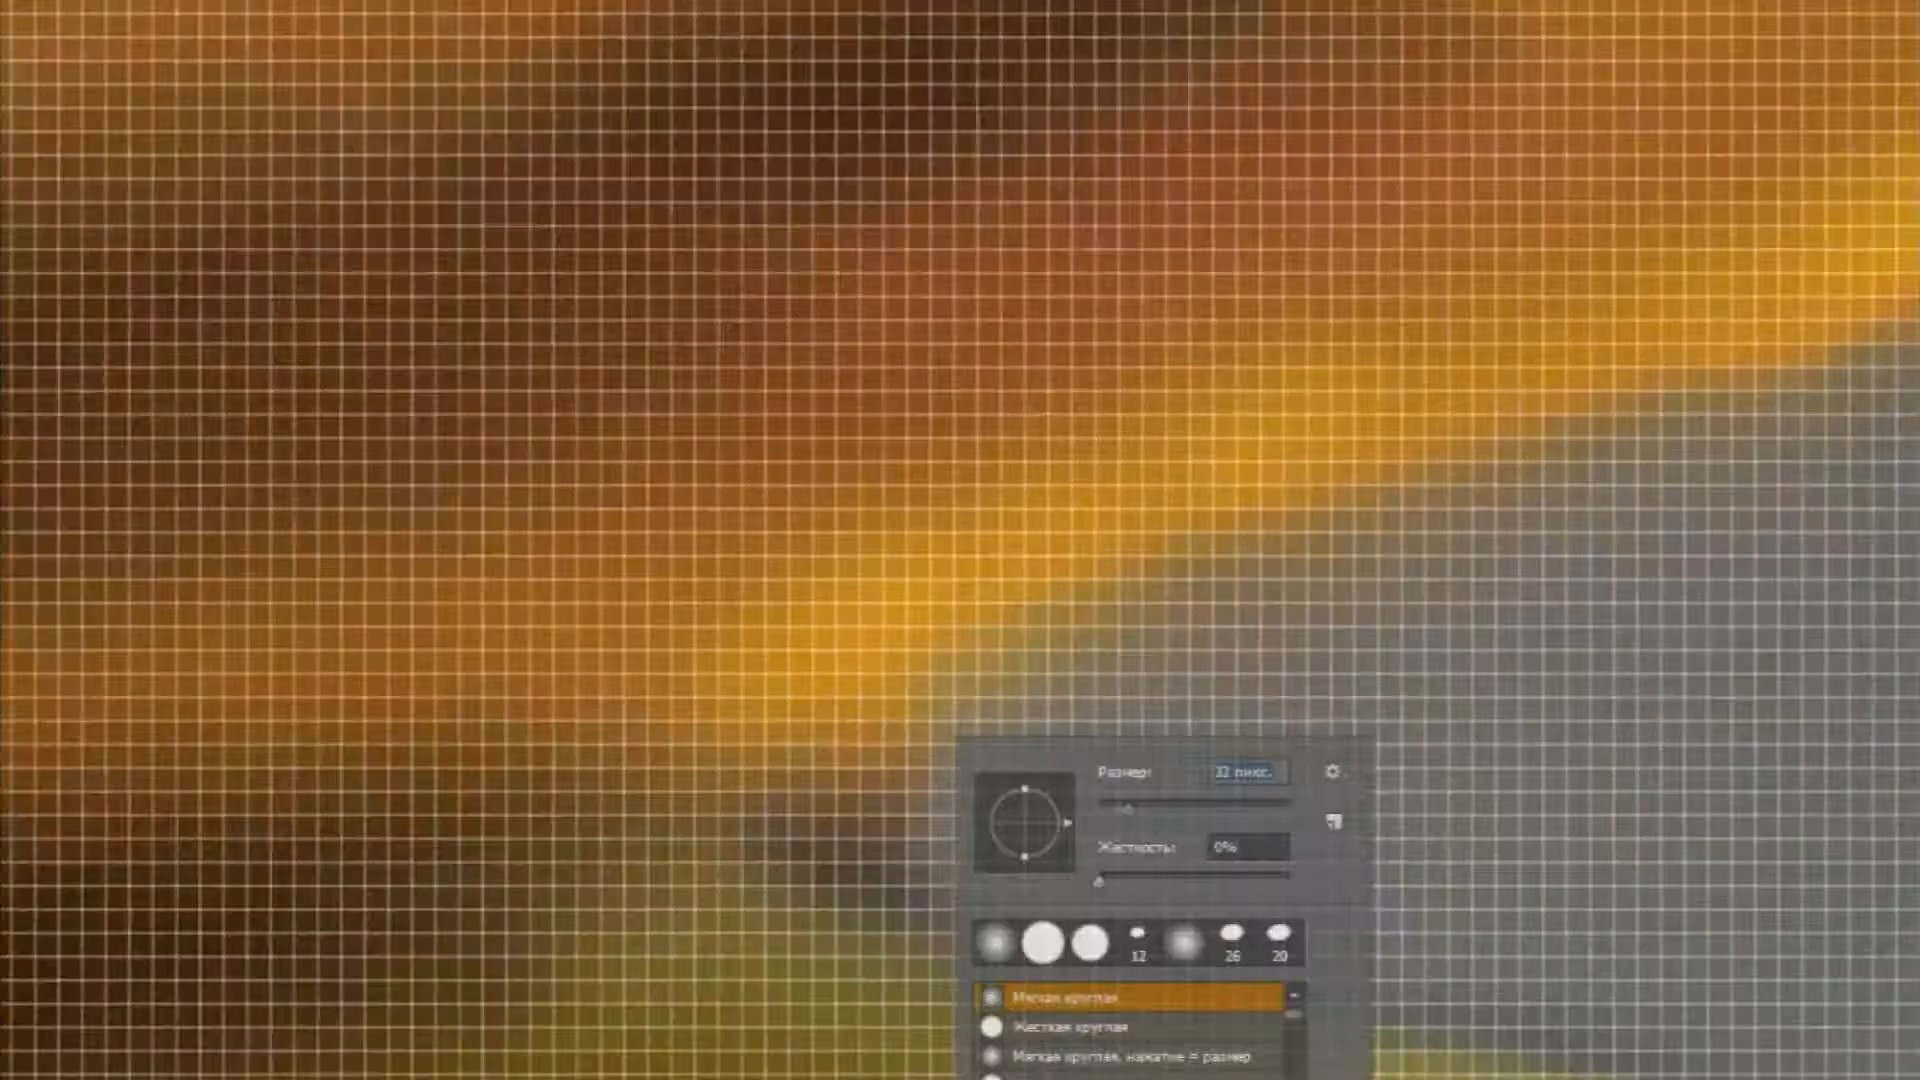 Размер:
32 пикс.
Жесткость:
0%
12
26
20
Мягкая круглая
Жесткая круглая
Мягкая круглая, нажатие = размер